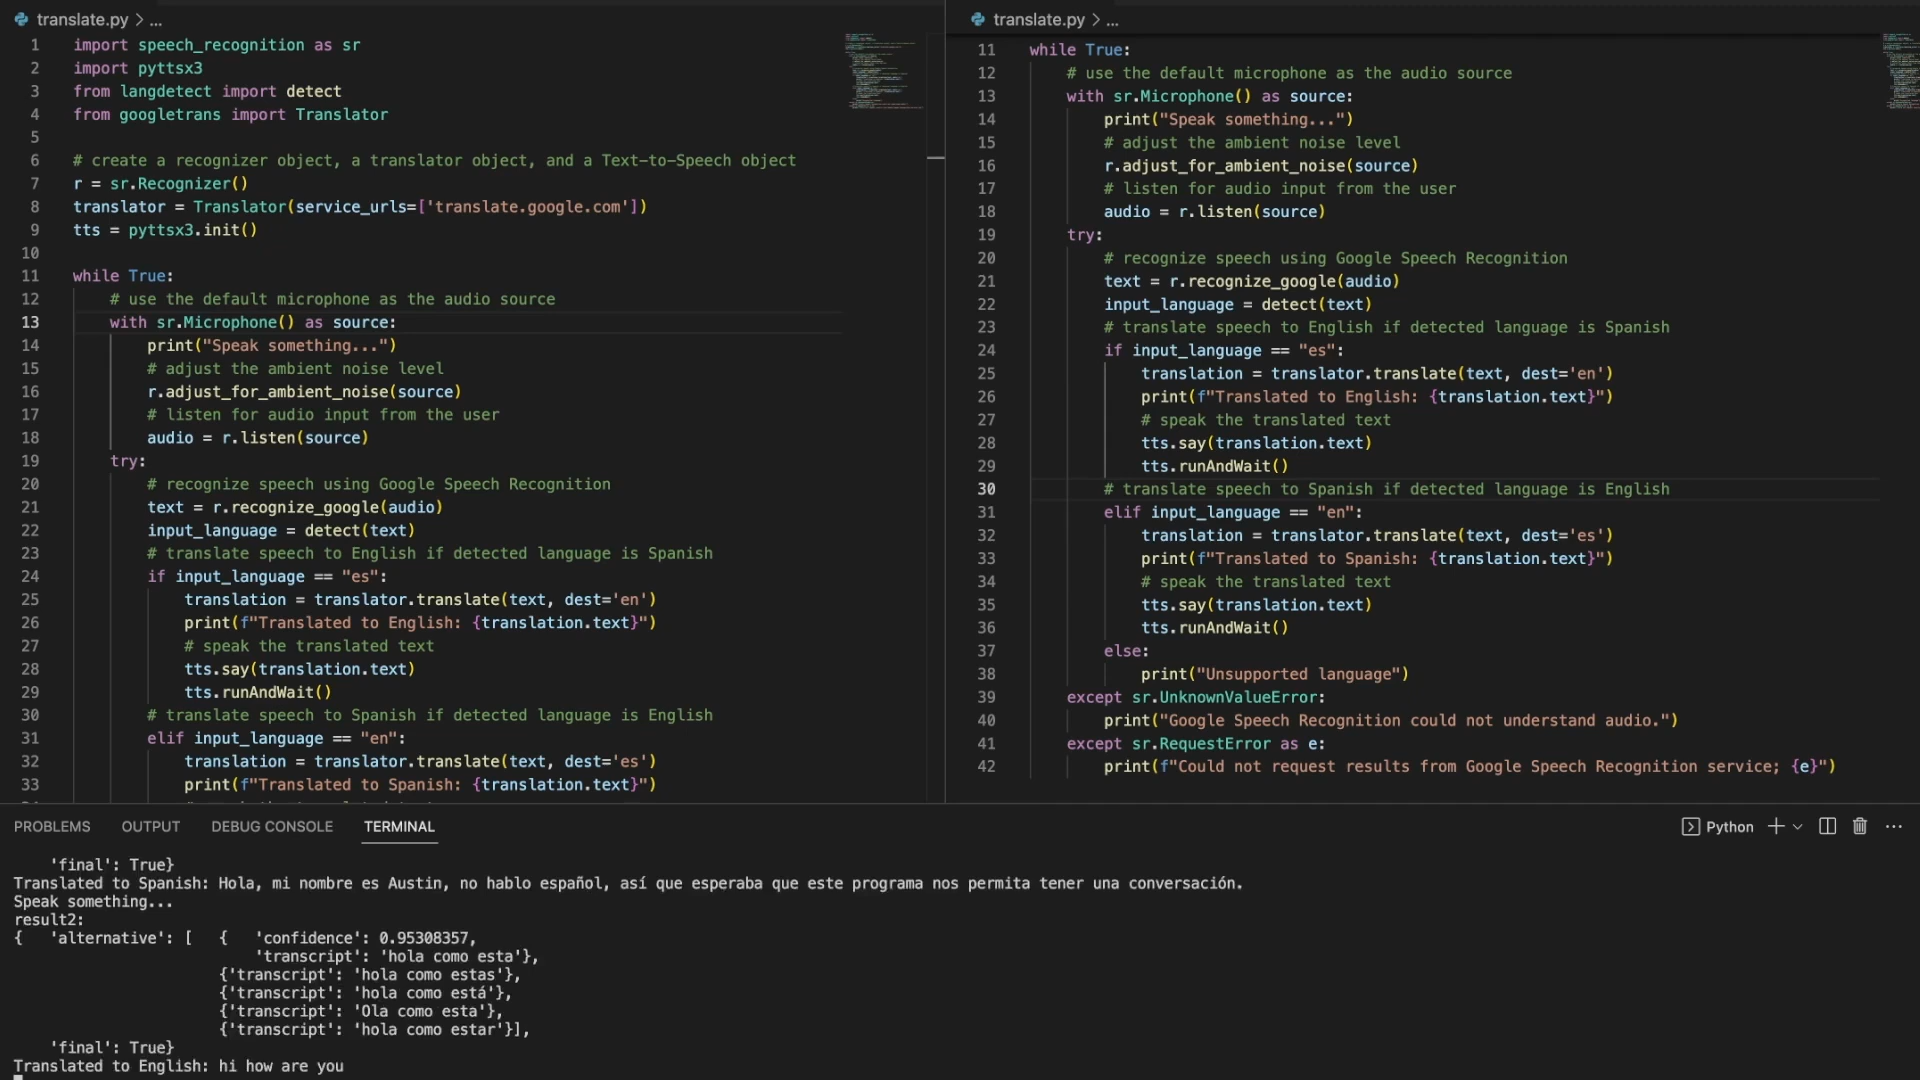 translate.py > ...
1 import speech_recognition as sr
2 import pyttsx3
3 from langdetect import detect
4 from googletrans import Translator
5
6 # create a recognizer object, a translator object, and a Text-to-Speech object
7 r = sr.Recognizer()
8 translator = Translator(service_urls=['translate.google.com'])
9 tts = pyttsx3.init()
10
11 while True:
12 # use the default microphone as the audio source
13 with sr.Microphone() as source:
14 print("Speak something...")
15 # adjust the ambient noise level
16 r.adjust_for_ambient_noise(source)
17 # listen for audio input from the user
18 audio = r.listen(source)
19 try:
20 # recognize speech using Google Speech Recognition
21 text = r.recognize_google(audio)
22 input_language = detect(text)
23 # translate speech to English if detected language is Spanish
24 if input_language == "es":
25 translation = translator.translate(text, dest='en')
26 print(f"Translated to English: {translation.text}")
27 # speak the translated text
28 tts.say(translation.text)
29 tts.runAndWait()
30 # translate speech to Spanish if detected language is English
31 elif input_language == "en":
32 translation = translator.translate(text, dest='es')
33 print(f"Translated to Spanish: {translation.text}")
translate.py > ...
11 while True:
12 # use the default microphone as the audio source
13 with sr.Microphone() as source:
14 print("Speak something...")
15 # adjust the ambient noise level
16 r.adjust_for_ambient_noise(source)
17 # listen for audio input from the user
18 audio = r.listen(source)
19 try:
20 # recognize speech using Google Speech Recognition
21 text = r.recognize_google(audio)
22 input_language = detect(text)
23 # translate speech to English if detected language is Spanish
24 if input_language == "es":
25 translation = translator.translate(text, dest='en')
26 print(f"Translated to English: {translation.text}")
27 # speak the translated text
28 tts.say(translation.text)
29 tts.runAndWait()
30 # translate speech to Spanish if detected language is English
31 elif input_language == "en":
32 translation = translator.translate(text, dest='es')
33 print(f"Translated to Spanish: {translation.text}")
34 # speak the translated text
35 tts.say(translation.text)
36 tts.runAndWait()
37 else:
38 print("Unsupported language")
39 except sr.UnknownValueError:
40 print("Google Speech Recognition could not understand audio.")
41 except sr.RequestError as e:
42 print(f"Could not request results from Google Speech Recognition service; {e}")
PROBLEMS OUTPUT DEBUG CONSOLE TERMINAL Python
'final': True}
Translated to Spanish: Hola, mi nombre es Austin, no hablo español, así que esperaba que este programa nos permita tener una conversación.
Speak something...
result2:
{ 'alternative': [ { 'confidence': 0.95308357,
'transcript': 'hola como esta'},
{'transcript': 'hola como estas'},
{'transcript': 'hola como está'},
{'transcript': 'Ola como esta'},
{'transcript': 'hola como estar'}],
'final': True}
Translated to English: hi how are you